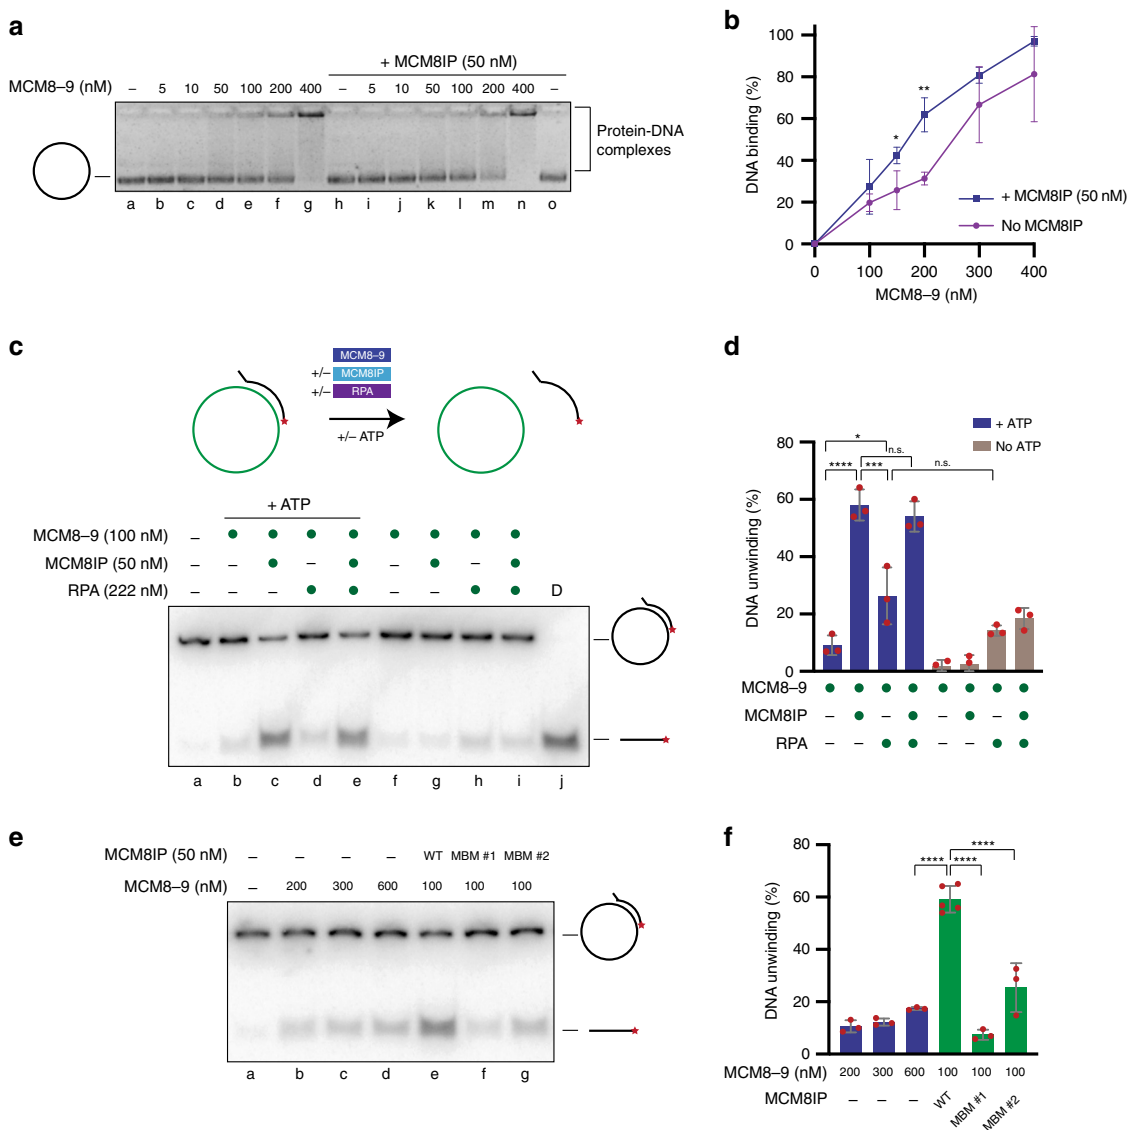 a
+ MCM8IP (50 nM)
MCM8–9 (nM) – 5 10 50 100 200 400 – 5 10 50 100 200 400 –
Protein-DNA
complexes
a b c d e f g h i j k l m n o
b
100
80
60
40
20
0
DNA binding (%)
*
**
+ MCM8IP (50 nM)
No MCM8IP
0 100 200 300 400
MCM8–9 (nM)
c
MCM8–9
+/– MCM8IP
+/– RPA
+/– ATP
+ ATP
MCM8–9 (100 nM) –
MCM8IP (50 nM) – – – – –
RPA (222 nM) – – – – – D
a b c d e f g h i j
d
+ ATP
No ATP
80
60
40
20
0
DNA unwinding (%)
*
n.s.
**** ***
n.s.
MCM8–9
MCM8IP – – – –
RPA – – – –
e
MCM8IP (50 nM) – – – – WT MBM #1 MBM #2
MCM8–9 (nM) – 200 300 600 100 100 100
a b c d e f g
f
80
60
40
20
0
DNA unwinding (%)
****
**** ****
MCM8–9 (nM) 200 300 600 100 100 100
MCM8IP – – – WT MBM #1 MBM #2